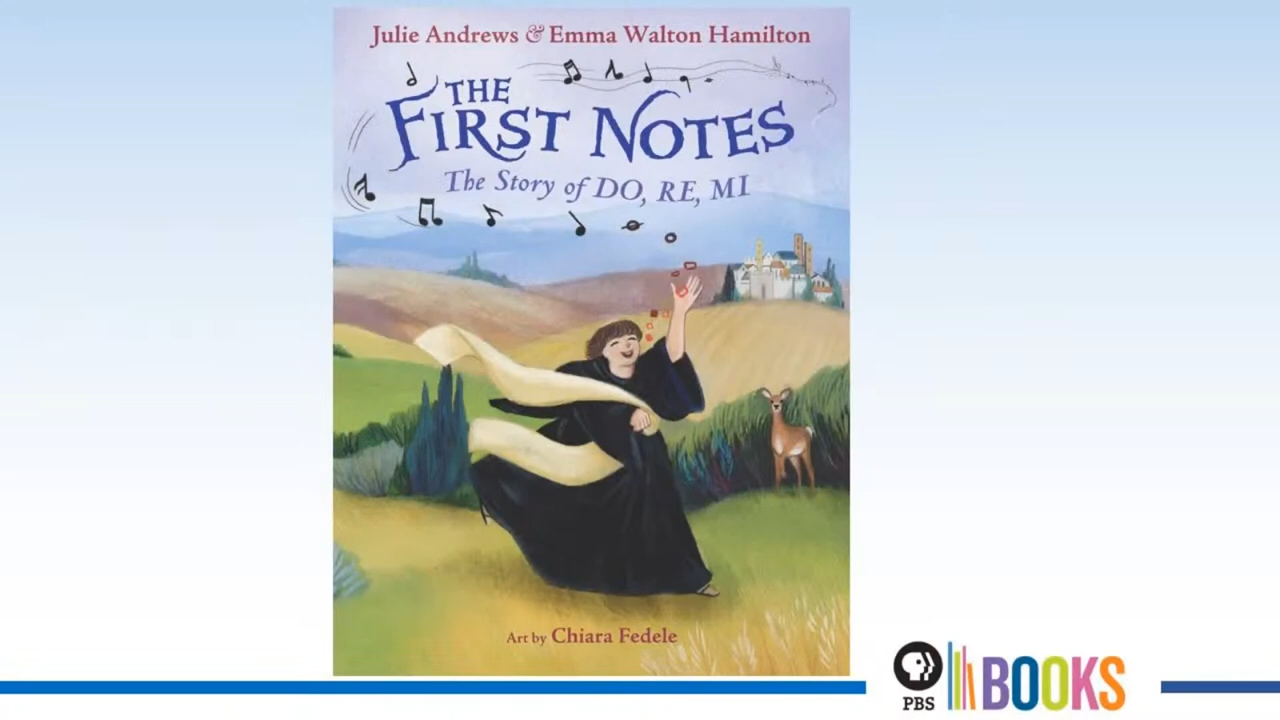 Julie Andrews & Emma Walton Hamilton
THE
FIRST NOTES
The Story of DO, RE, MI
Art by Chiara Fedele
PBS
BOOKS